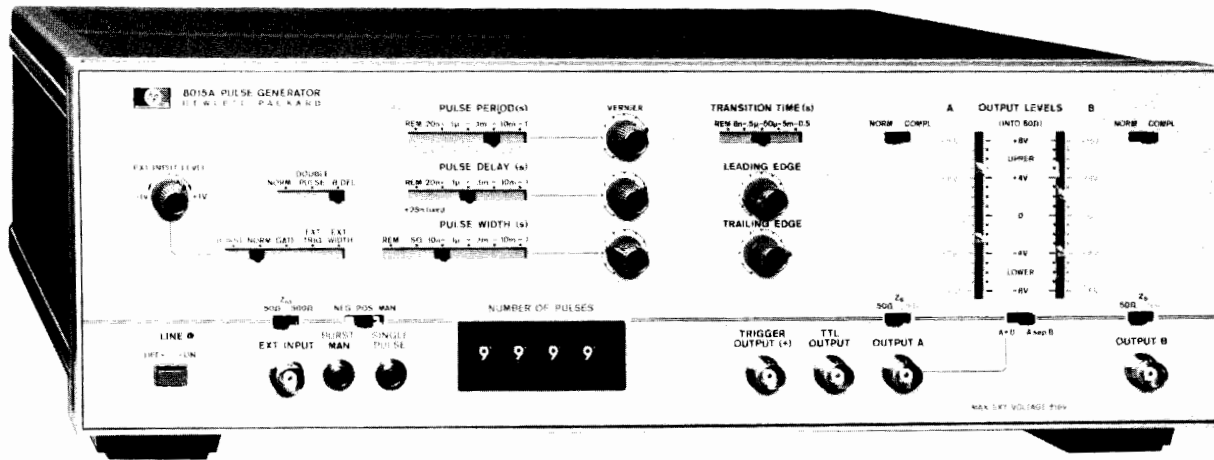 8015A PULSE GENERATOR
HEWLETT · PACKARD
EXT INPUT LEVEL
-1V +1V
DOUBLE
NORM PULSE B DEL
EXT EXT
NORM GATE TRIG WIDTH
PULSE PERIOD(s)
REM 20n - 1μ - .1m - 10m - 1
PULSE DELAY (s)
REM 20n - 1μ - .1m - 10m - 1
+25n fixed
PULSE WIDTH (s)
REM SQ 10n - 1μ - .1m - 10m - 1
VERNIER
TRANSITION TIME (s)
REM 6n-.5μ-50μ-5m-0.5
LEADING EDGE
TRAILING EDGE
A OUTPUT LEVELS B
(INTO 50Ω)
NORM COMPL
NORM COMPL
+8V
UPPER
+4V
0
-4V
LOWER
-8V
50Ω
50Ω
A sep B
LINE
OFF ON
50Ω 500Ω
NEG POS MAN
EXT INPUT
BURST
MAN
SINGLE
PULSE
NUMBER OF PULSES
9 9 9 9
TRIGGER
OUTPUT (+)
TTL
OUTPUT
OUTPUT A
OUTPUT B
MAX EXT VOLTAGE